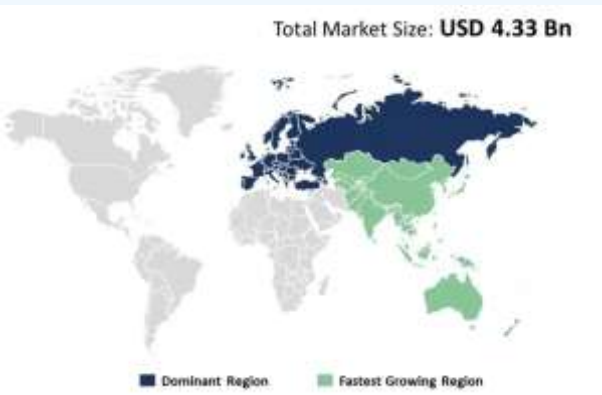 Total Market Size: USD 4.33 Bn
Dominant Region
Fastest Growing Region